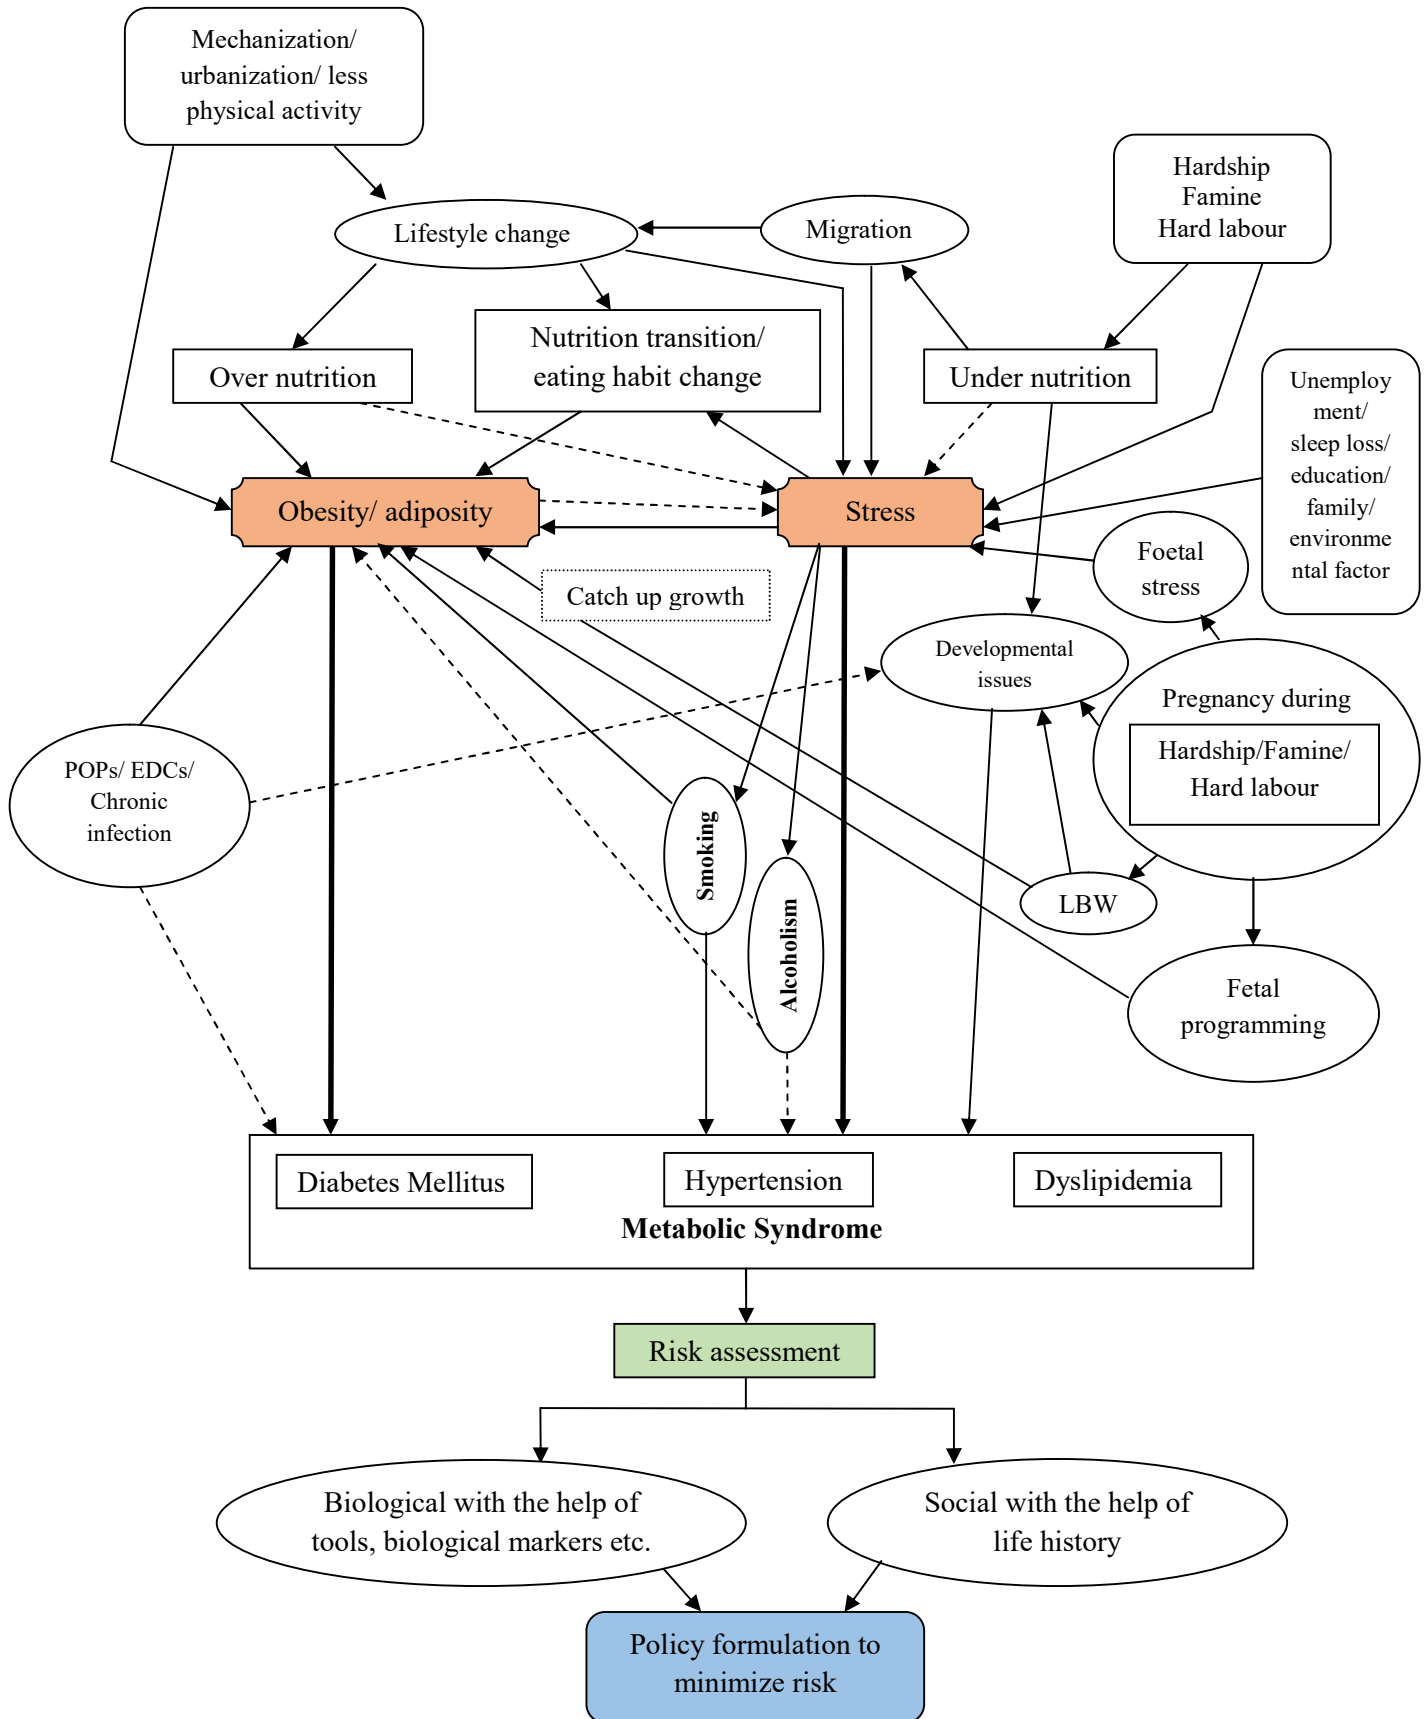 Mechanization/
urbanization/ less
physical activity
Hardship
Famine
Hard labour
Lifestyle change
Migration
Nutrition transition/
eating habit change
Over nutrition
Under nutrition
Unemploy
ment/
sleep loss/
education/
family/
environme
ntal factor
Obesity/ adiposity
Stress
Foetal
stress
Catch up growth
Developmental
issues
Pregnancy during
Hardship/Famine/
Hard labour
POPs/ EDCs/
Chronic
infection
Smoking
Alcoholism
LBW
Fetal
programming
Diabetes Mellitus
Hypertension
Dyslipidemia
Metabolic Syndrome
Risk assessment
Biological with the help of
tools, biological markers etc.
Social with the help of
life history
Policy formulation to
minimize risk